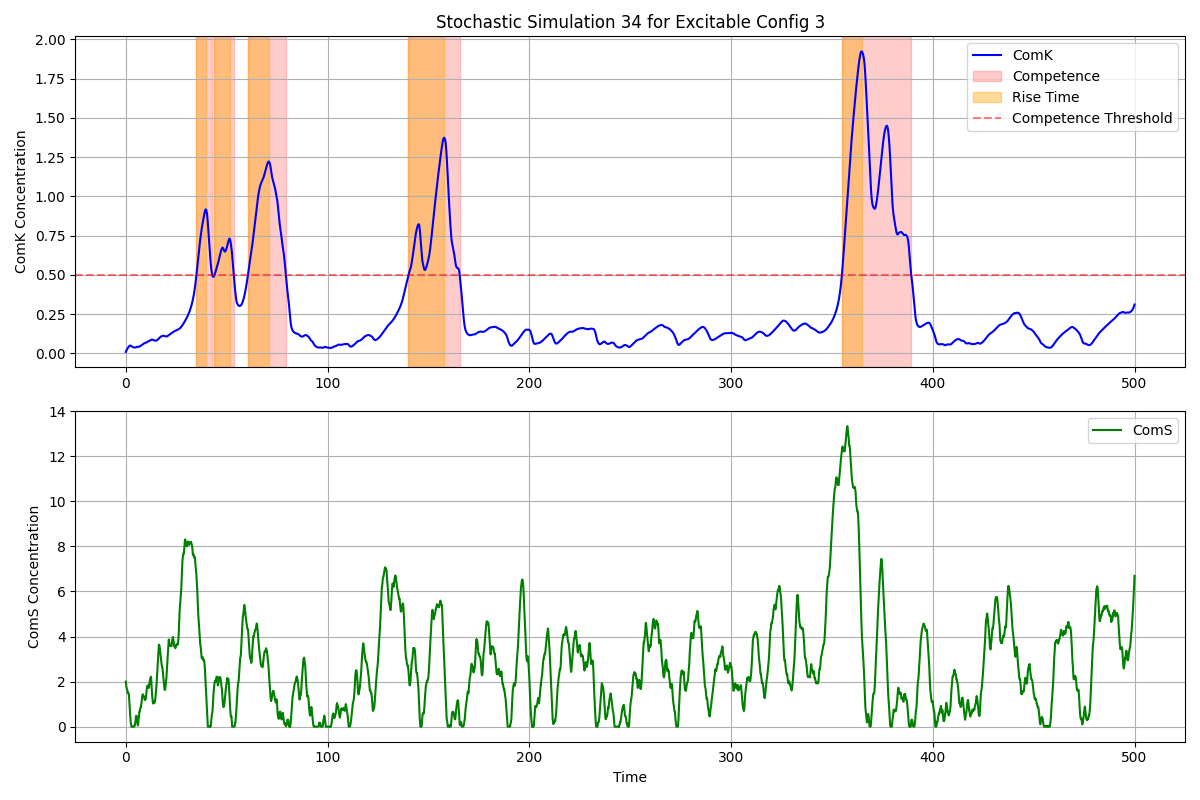 Stochastic Simulation 34 for Excitable Config 3
2.00
1.75
1.50
1.25
1.00
0.75
0.50
0.25
0.00
ComK Concentration
ComK
Competence
Rise Time
Competence Threshold
0 100 200 300 400 500
14
12
10
8
6
4
2
0
ComS Concentration
ComS
0 100 200 300 400 500
Time